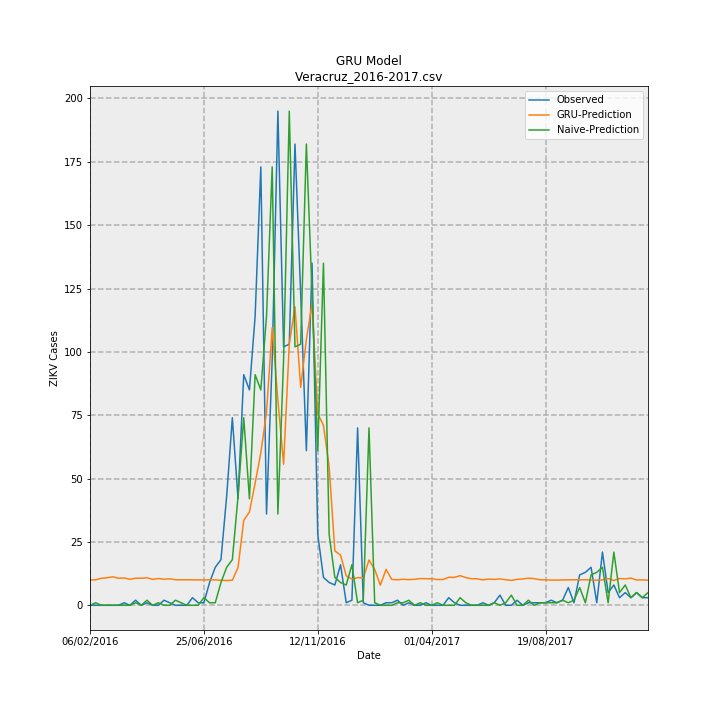 GRU Model
Veracruz_2016-2017.csv
Observed
GRU-Prediction
Naive-Prediction
200
175
150
125
100
75
50
25
0
ZIKV Cases
06/02/2016
25/06/2016
12/11/2016
01/04/2017
19/08/2017
Date